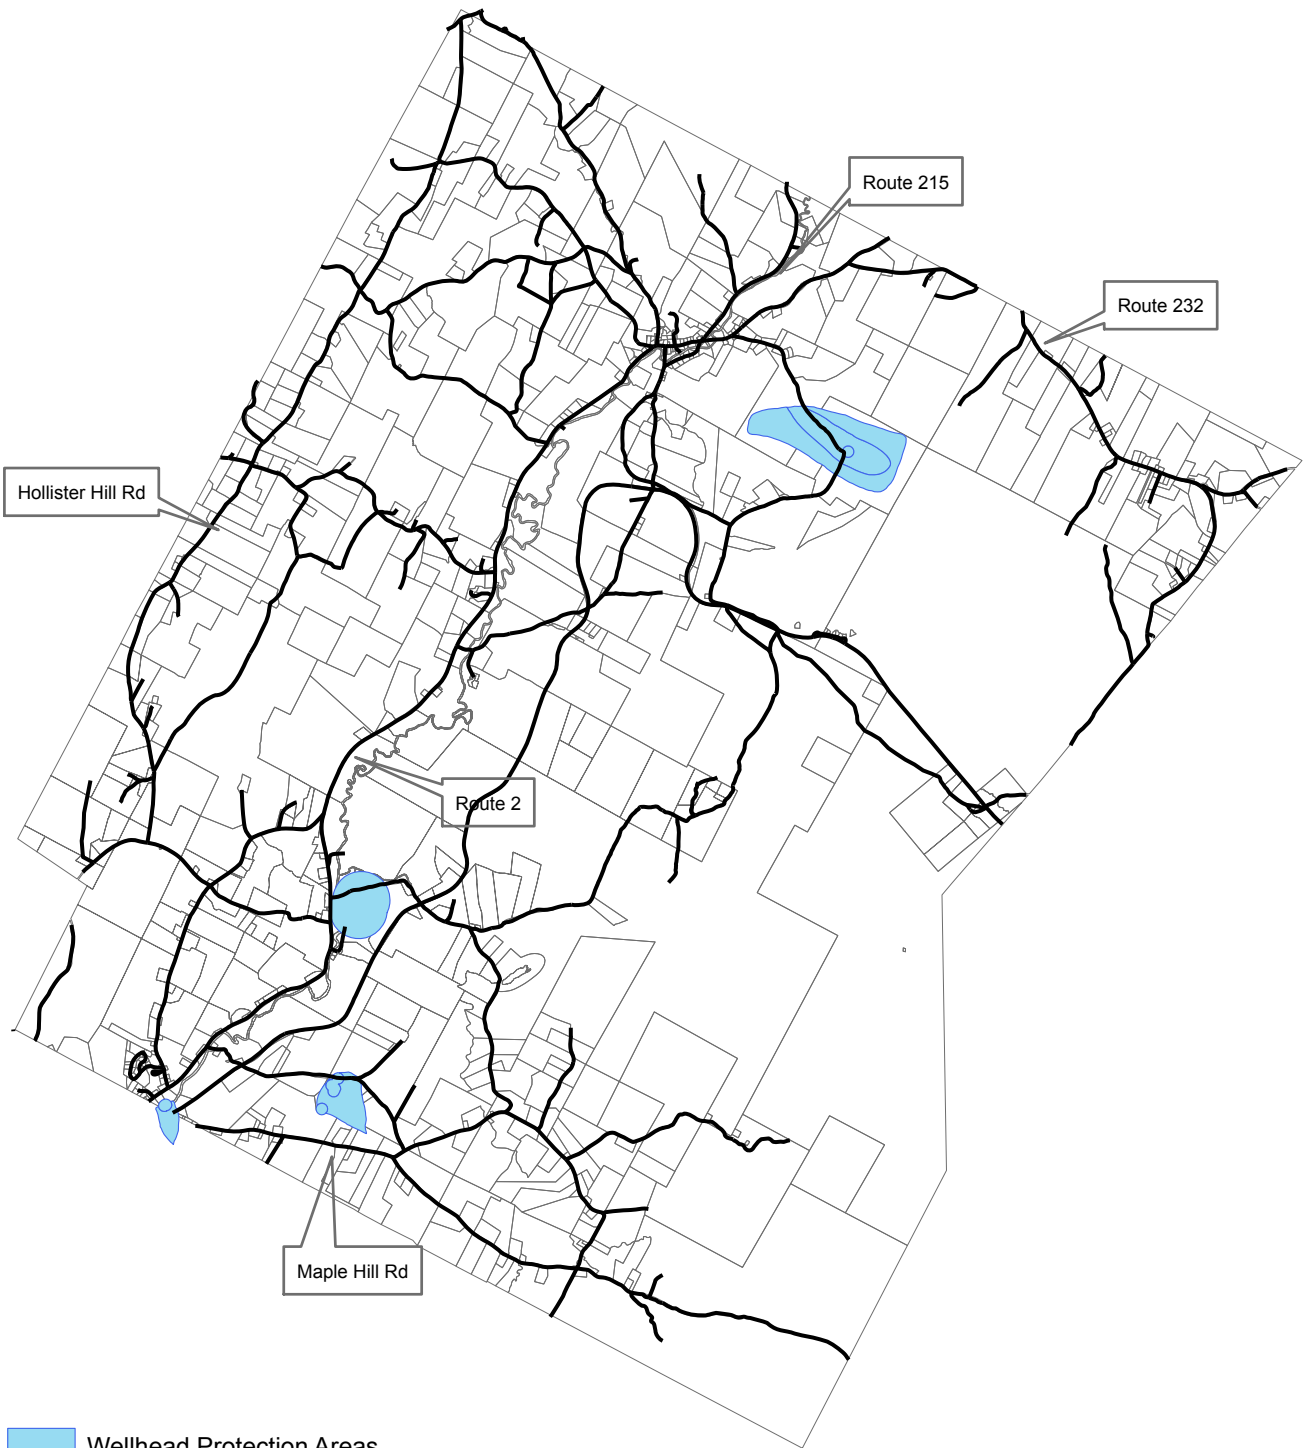 Route 215
Route 232
Hollister Hill Rd
Route 2
Maple Hill Rd
Wellhead Protection Areas